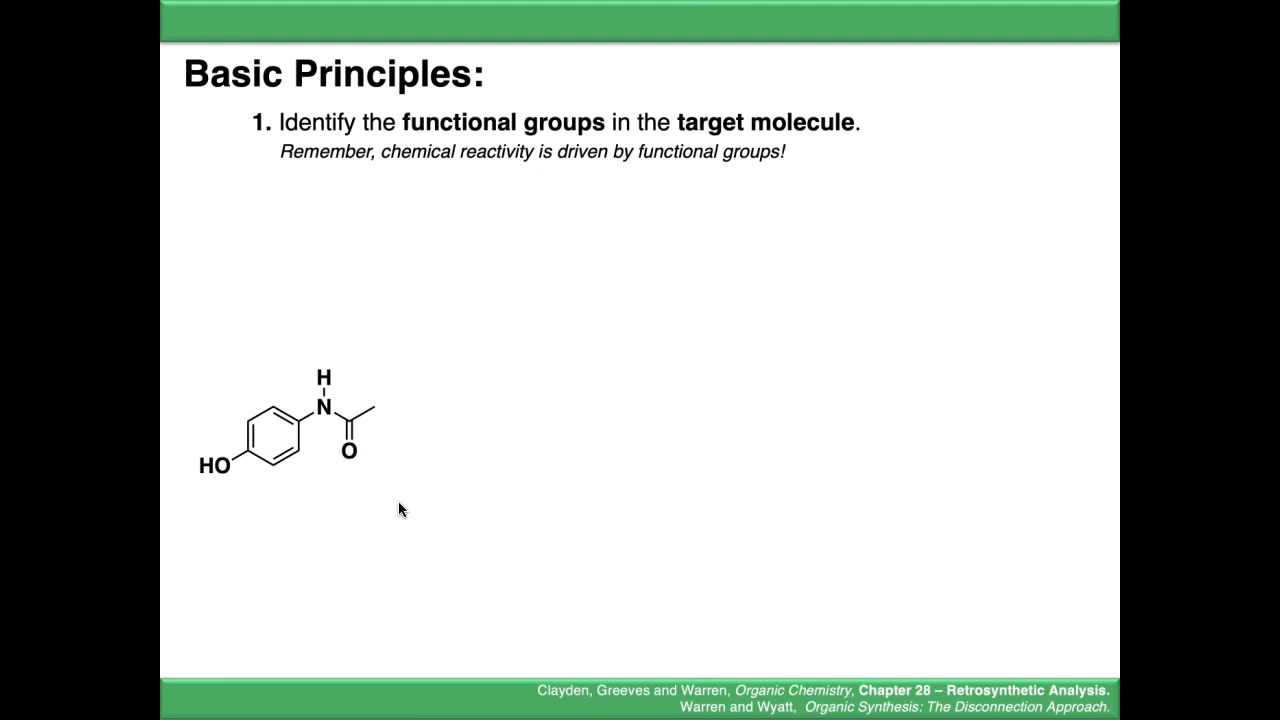 Basic Principles:
1. Identify the functional groups in the target molecule.
Remember, chemical reactivity is driven by functional groups!
H
N
O
HO
Clayden, Greeves and Warren, Organic Chemistry, Chapter 28 – Retrosynthetic Analysis.
Warren and Wyatt, Organic Synthesis: The Disconnection Approach.